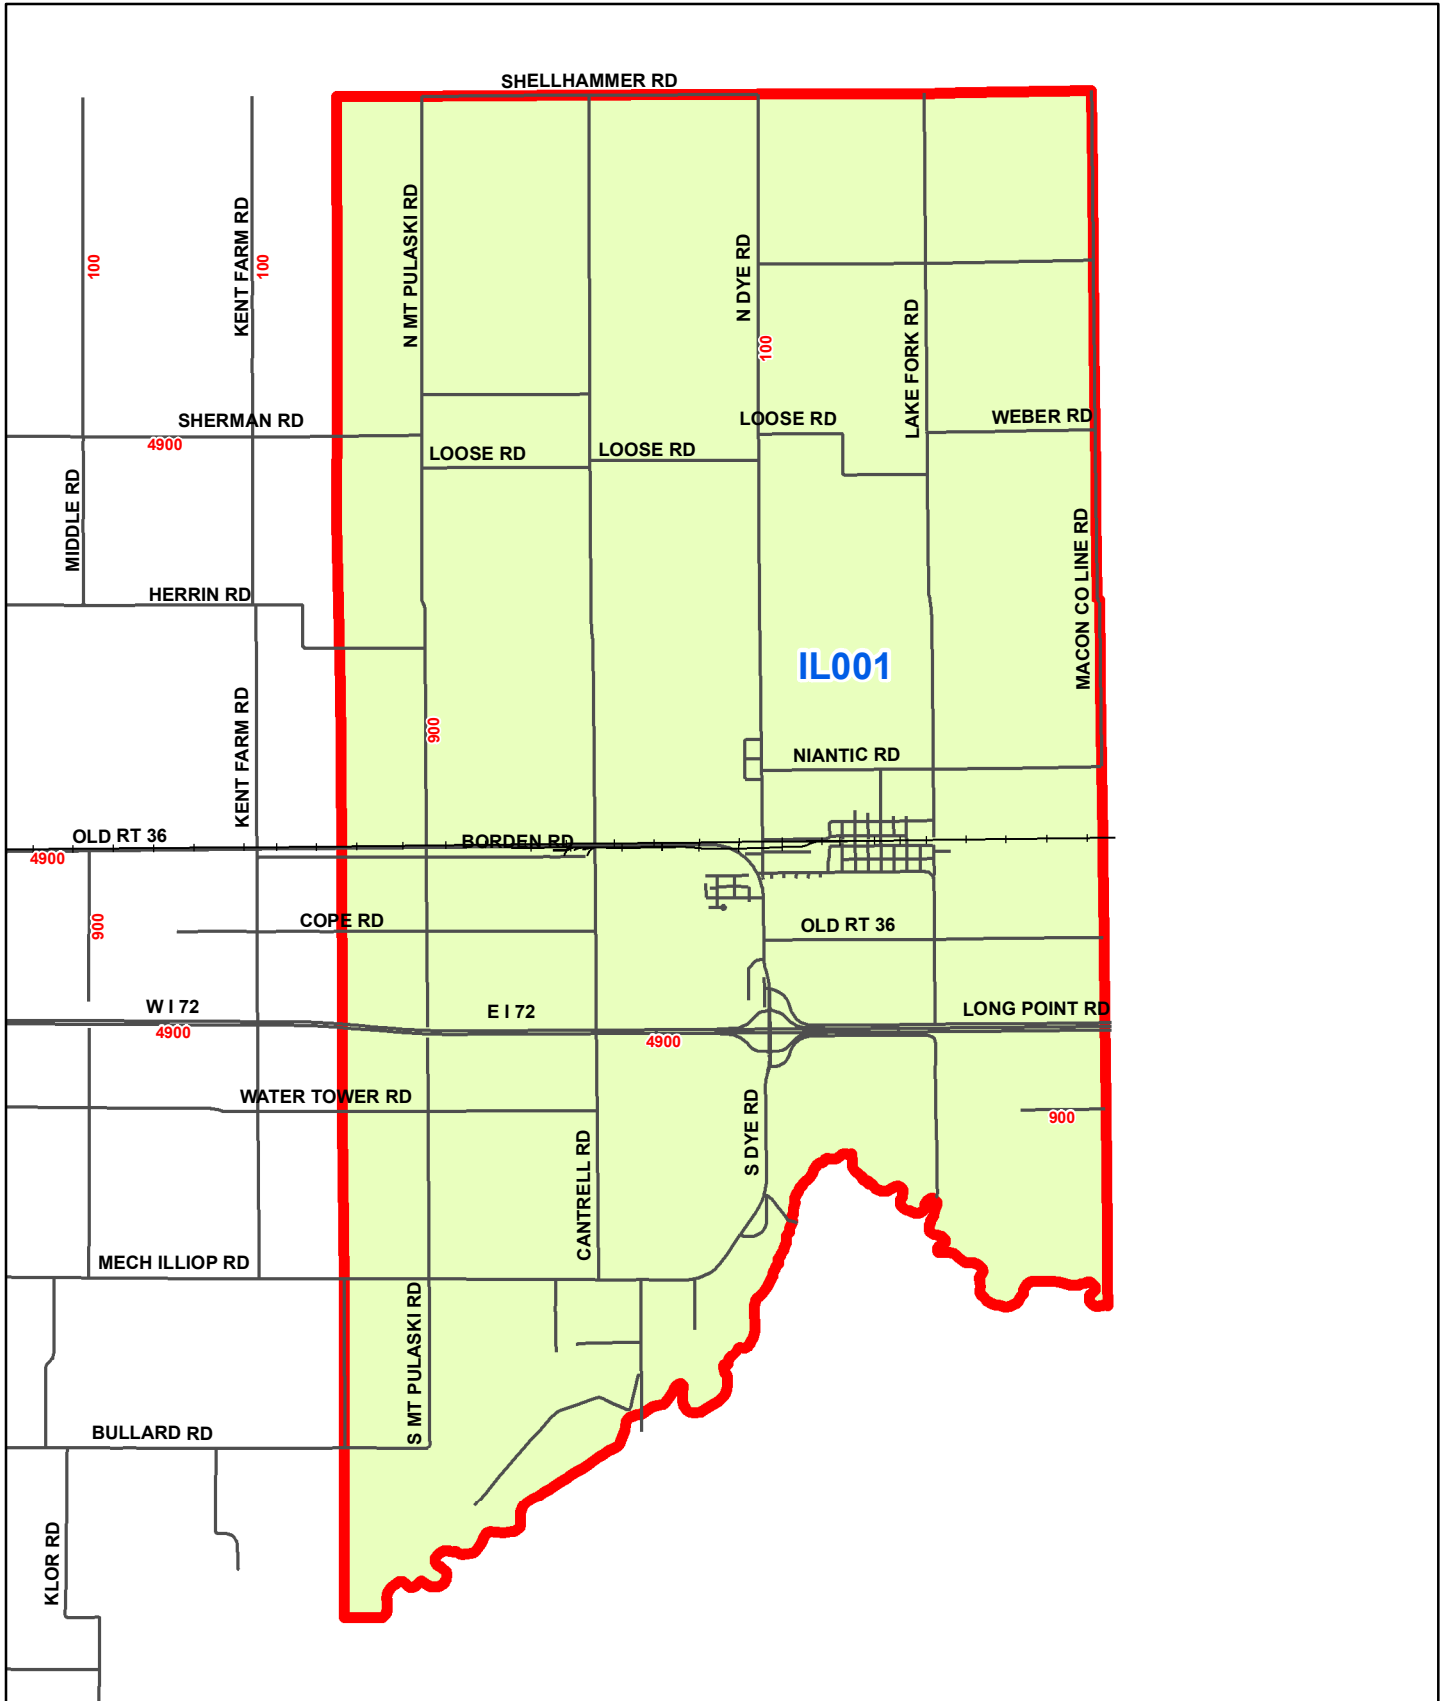 SHELLHAMMER RD
N MT PULASKI RD
KENT FARM RD
100
100
N DYE RD
100
LAKE FORK RD
SHERMAN RD
4900
LOOSE RD
WEBER RD
LOOSE RD
LOOSE RD
MIDDLE RD
MACON CO LINE RD
HERRIN RD
IL001
KENT FARM RD
900
NIANTIC RD
OLD RT 36
4900
BORDEN RD
900
COPE RD
OLD RT 36
W I 72
4900
E I 72
4900
LONG POINT RD
WATER TOWER RD
900
S DYE RD
CANTRELL RD
MECH ILLIOP RD
S MT PULASKI RD
BULLARD RD
KLOR RD